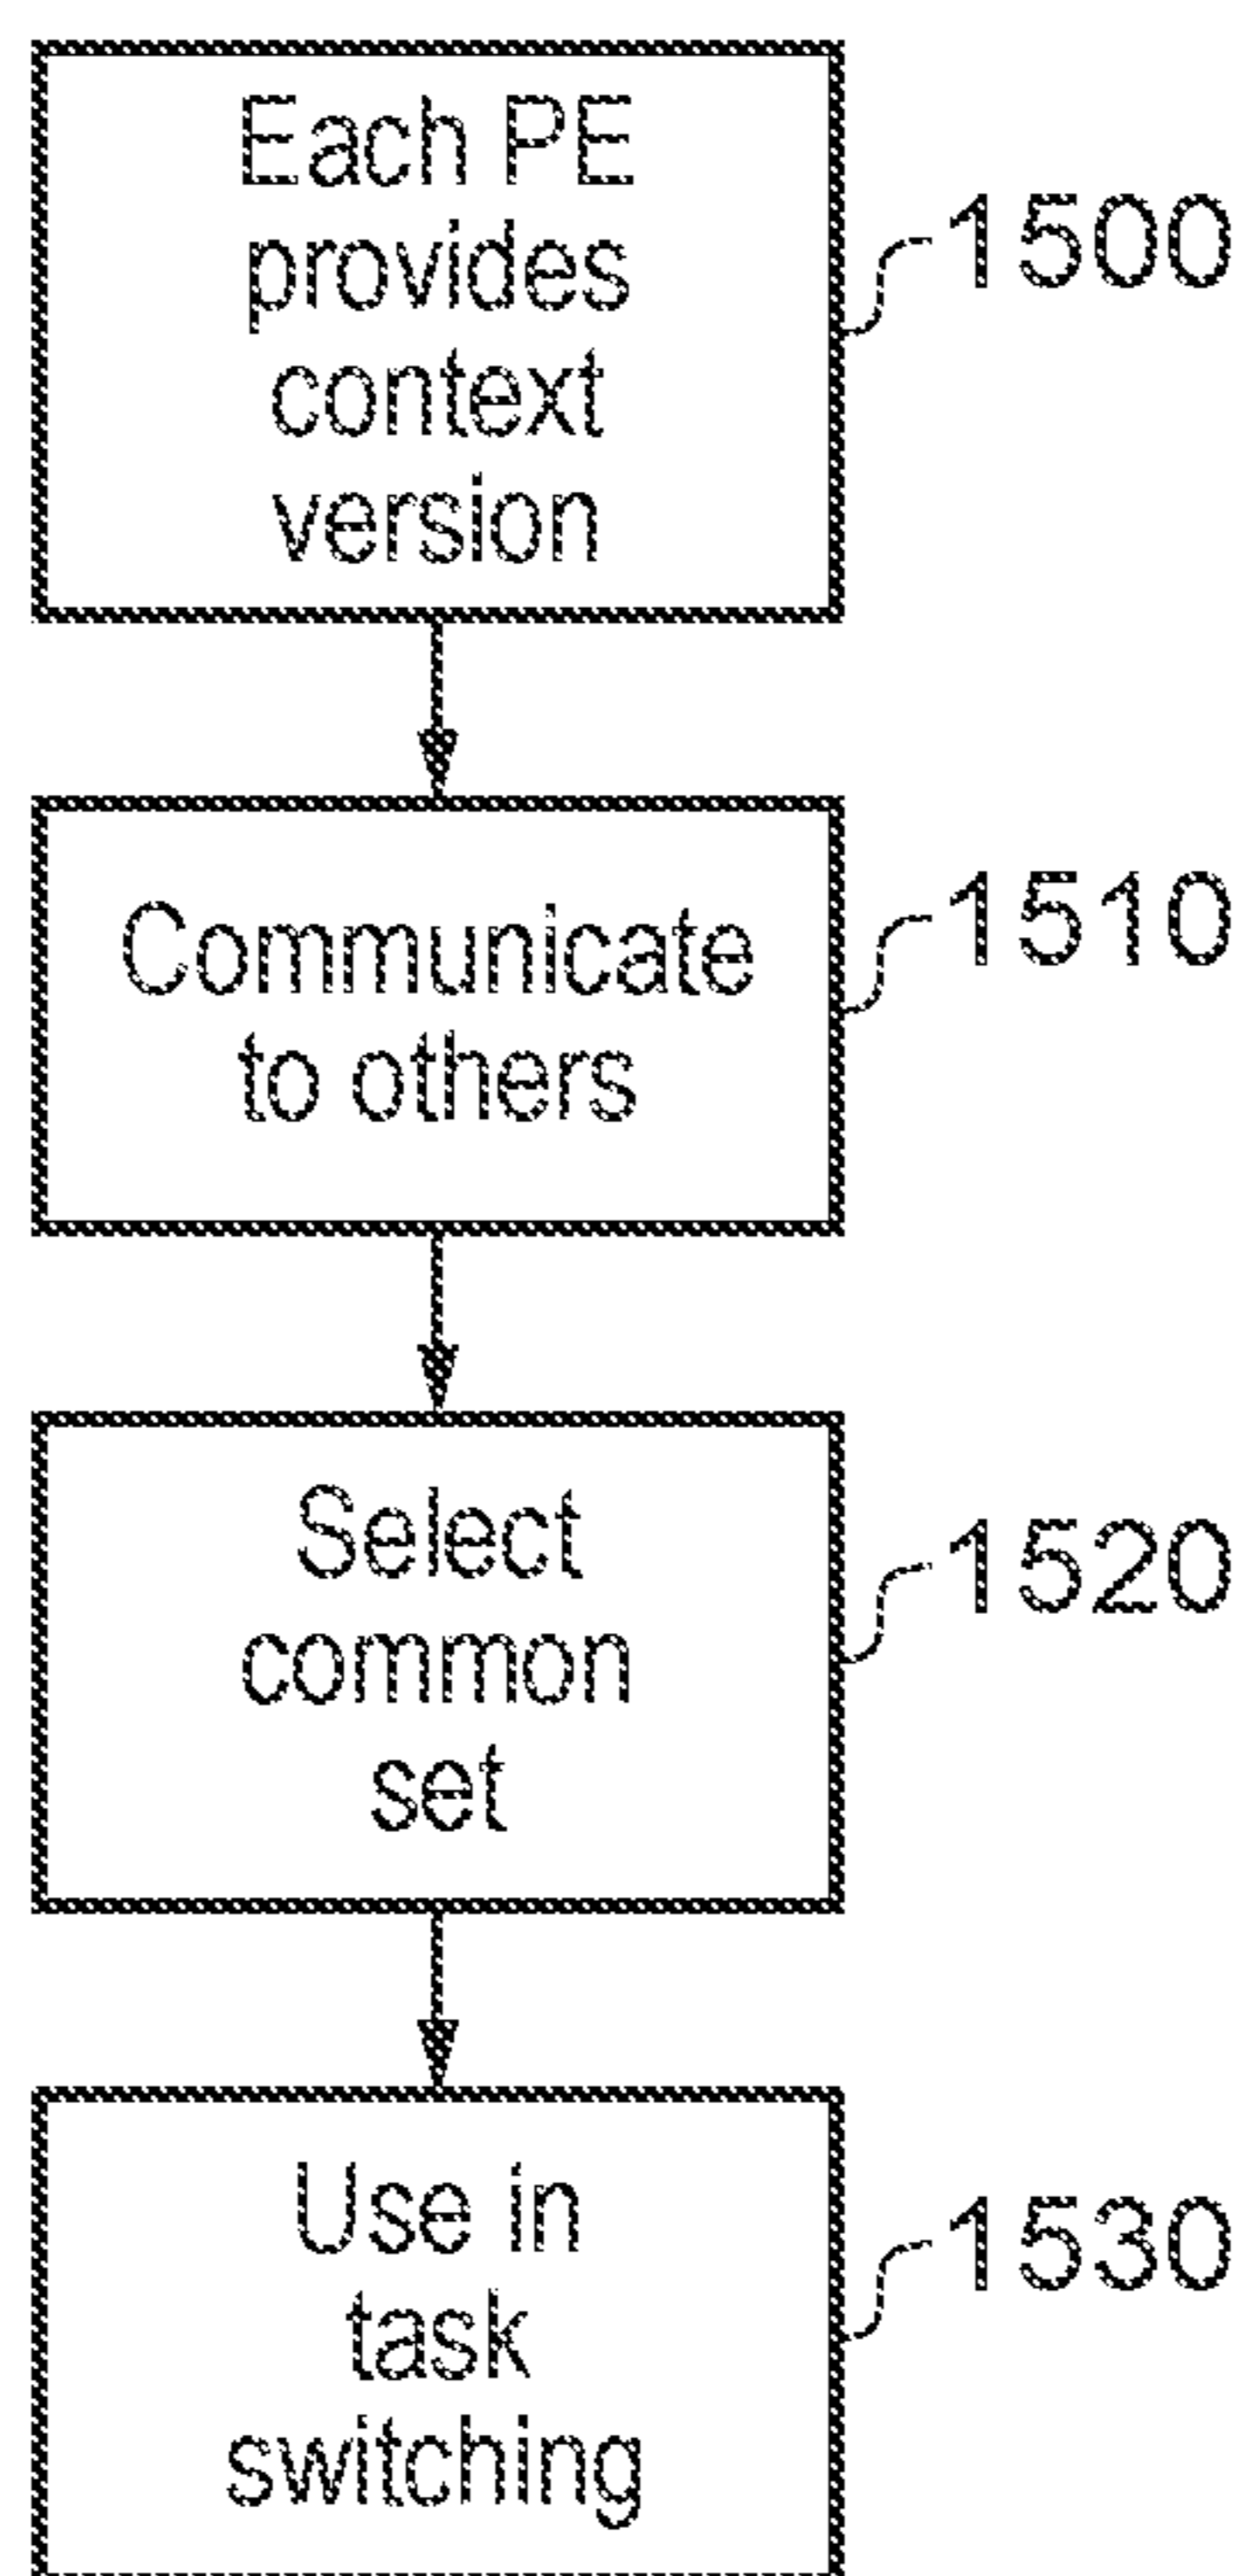 Each PE
provides
context
version
1500
Communicate
to others
1510
Select
common
set
1520
Use in
task
switching
1530